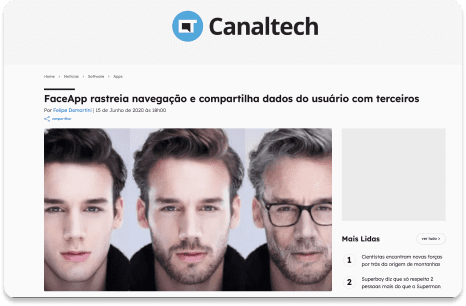 Canaltech
Home › Notícias › Software › Apps
FaceApp rastreia navegação e compartilha dados do usuário com terceiros
Por Felipe Demartini | 15 de Junho de 2020 às 16h00
compartilhar
Mais Lidas
ver tudo >
1 Cientistas encontram novas forças
por trás da origem de montanhas
2 Superboy diz que só respeita 2
pessoas mais do que o Superman